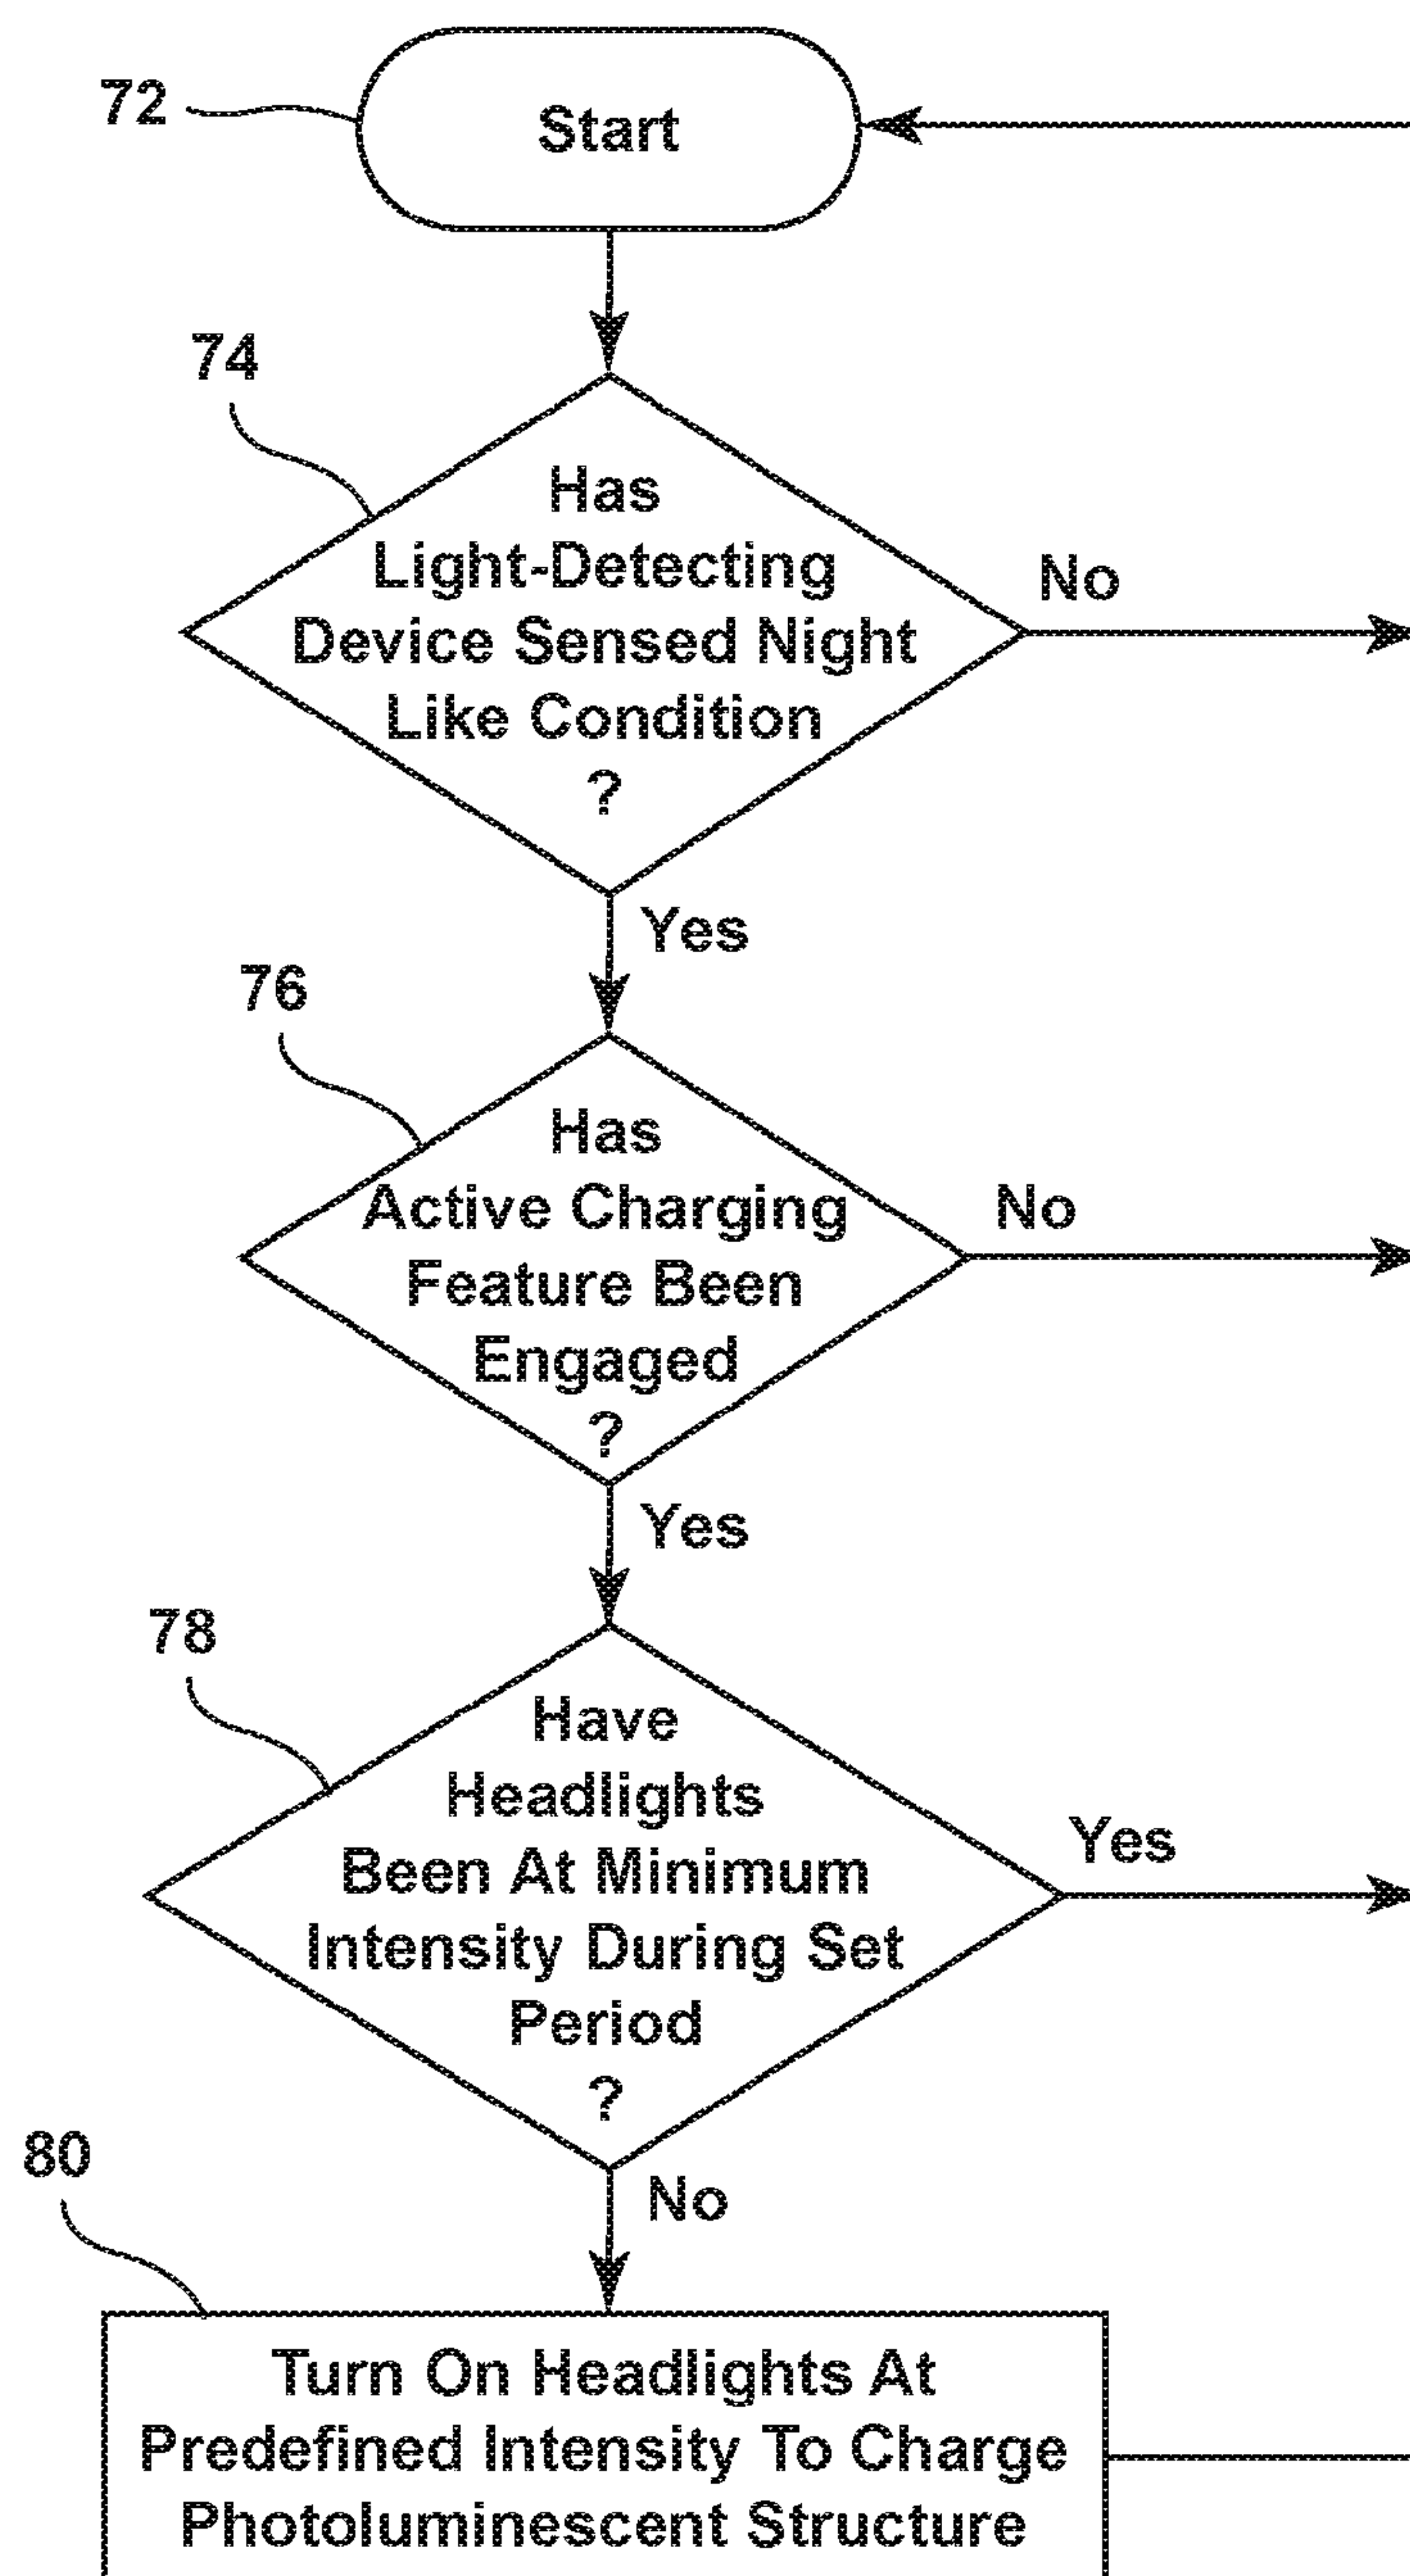 72
Start
74
Has
Light-Detecting
Device Sensed Night
Like Condition
?
No
Yes
76
Has
Active Charging
Feature Been
Engaged
?
No
Yes
78
Have
Headlights
Been At Minimum
Intensity During Set
Period
?
Yes
No
80
Turn On Headlights At
Predefined Intensity To Charge
Photoluminescent Structure